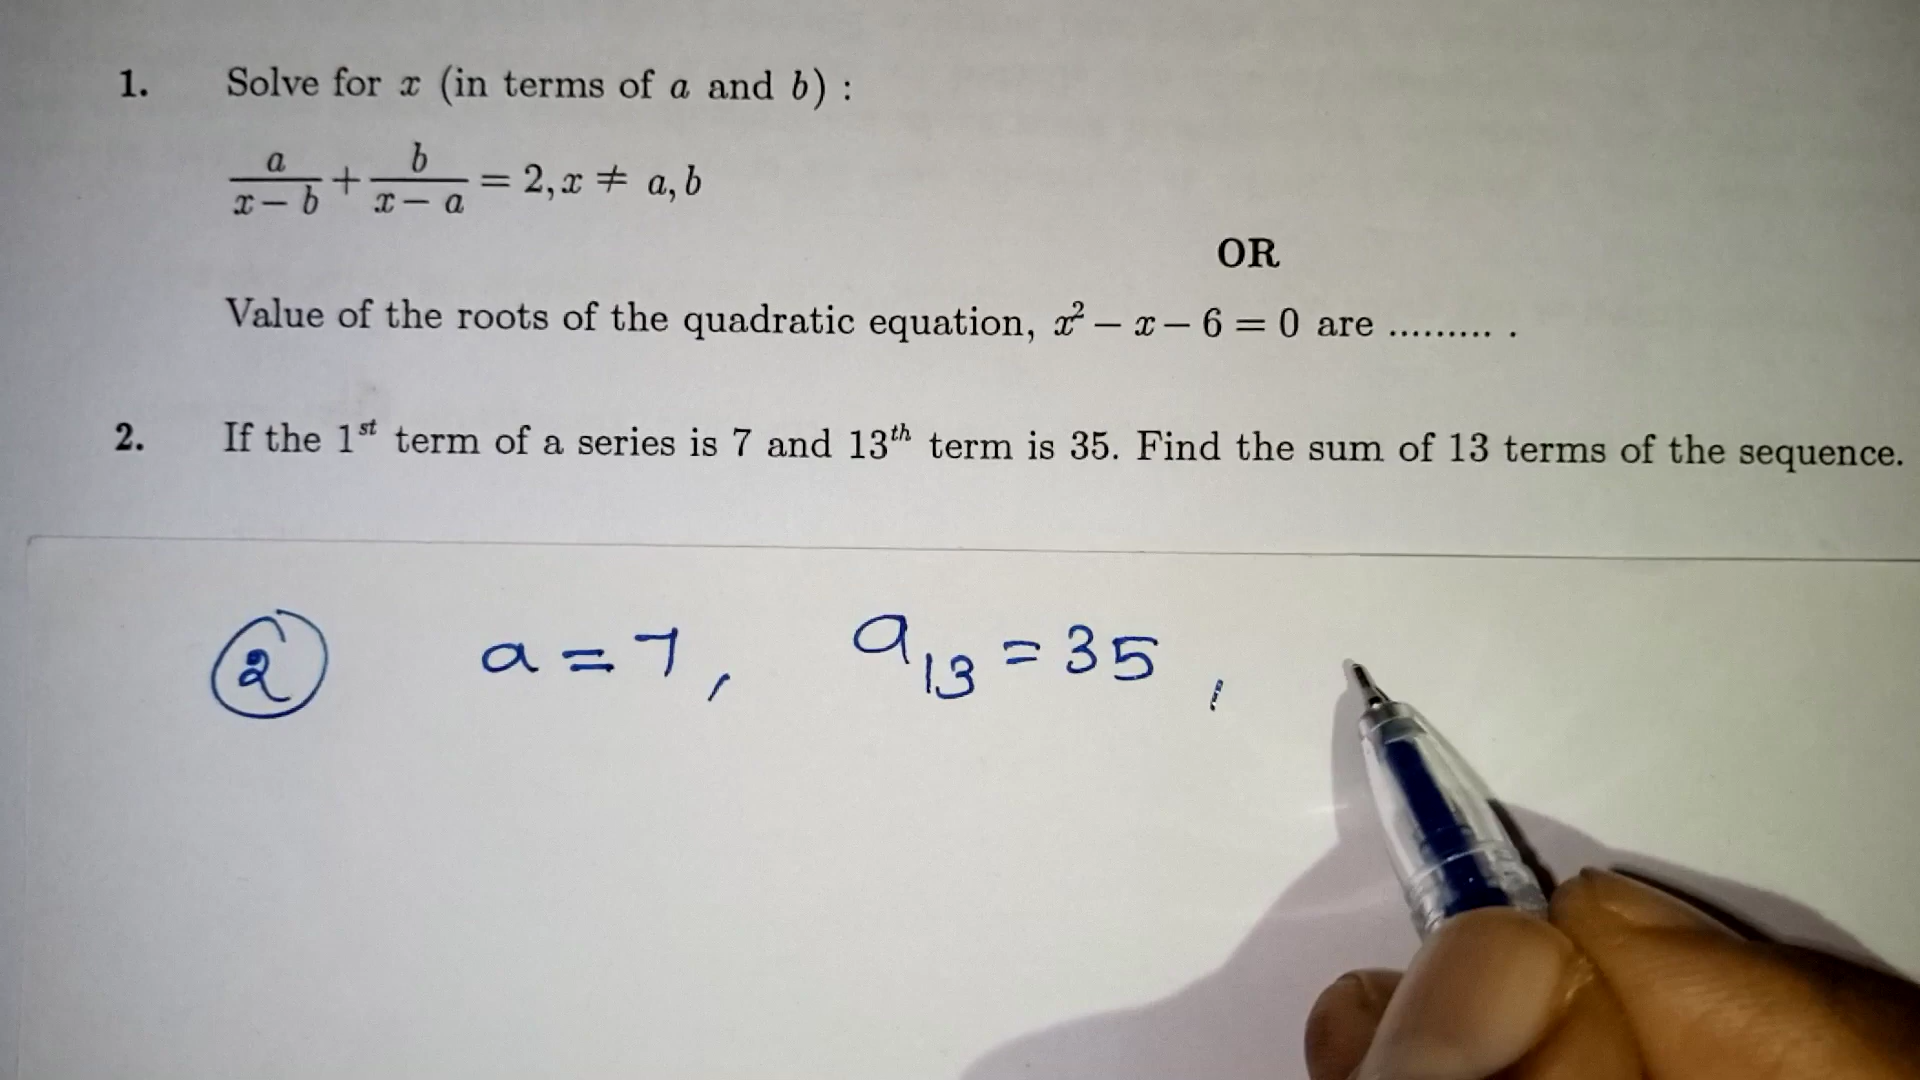 1. Solve for x (in terms of a and b) :
a/(x − b) + b/(x − a) = 2, x ≠ a, b
OR
Value of the roots of the quadratic equation, x² − x − 6 = 0 are ......... .
2. If the 1st term of a series is 7 and 13th term is 35. Find the sum of 13 terms of the sequence.
② a = 7, a₁₃ = 35,